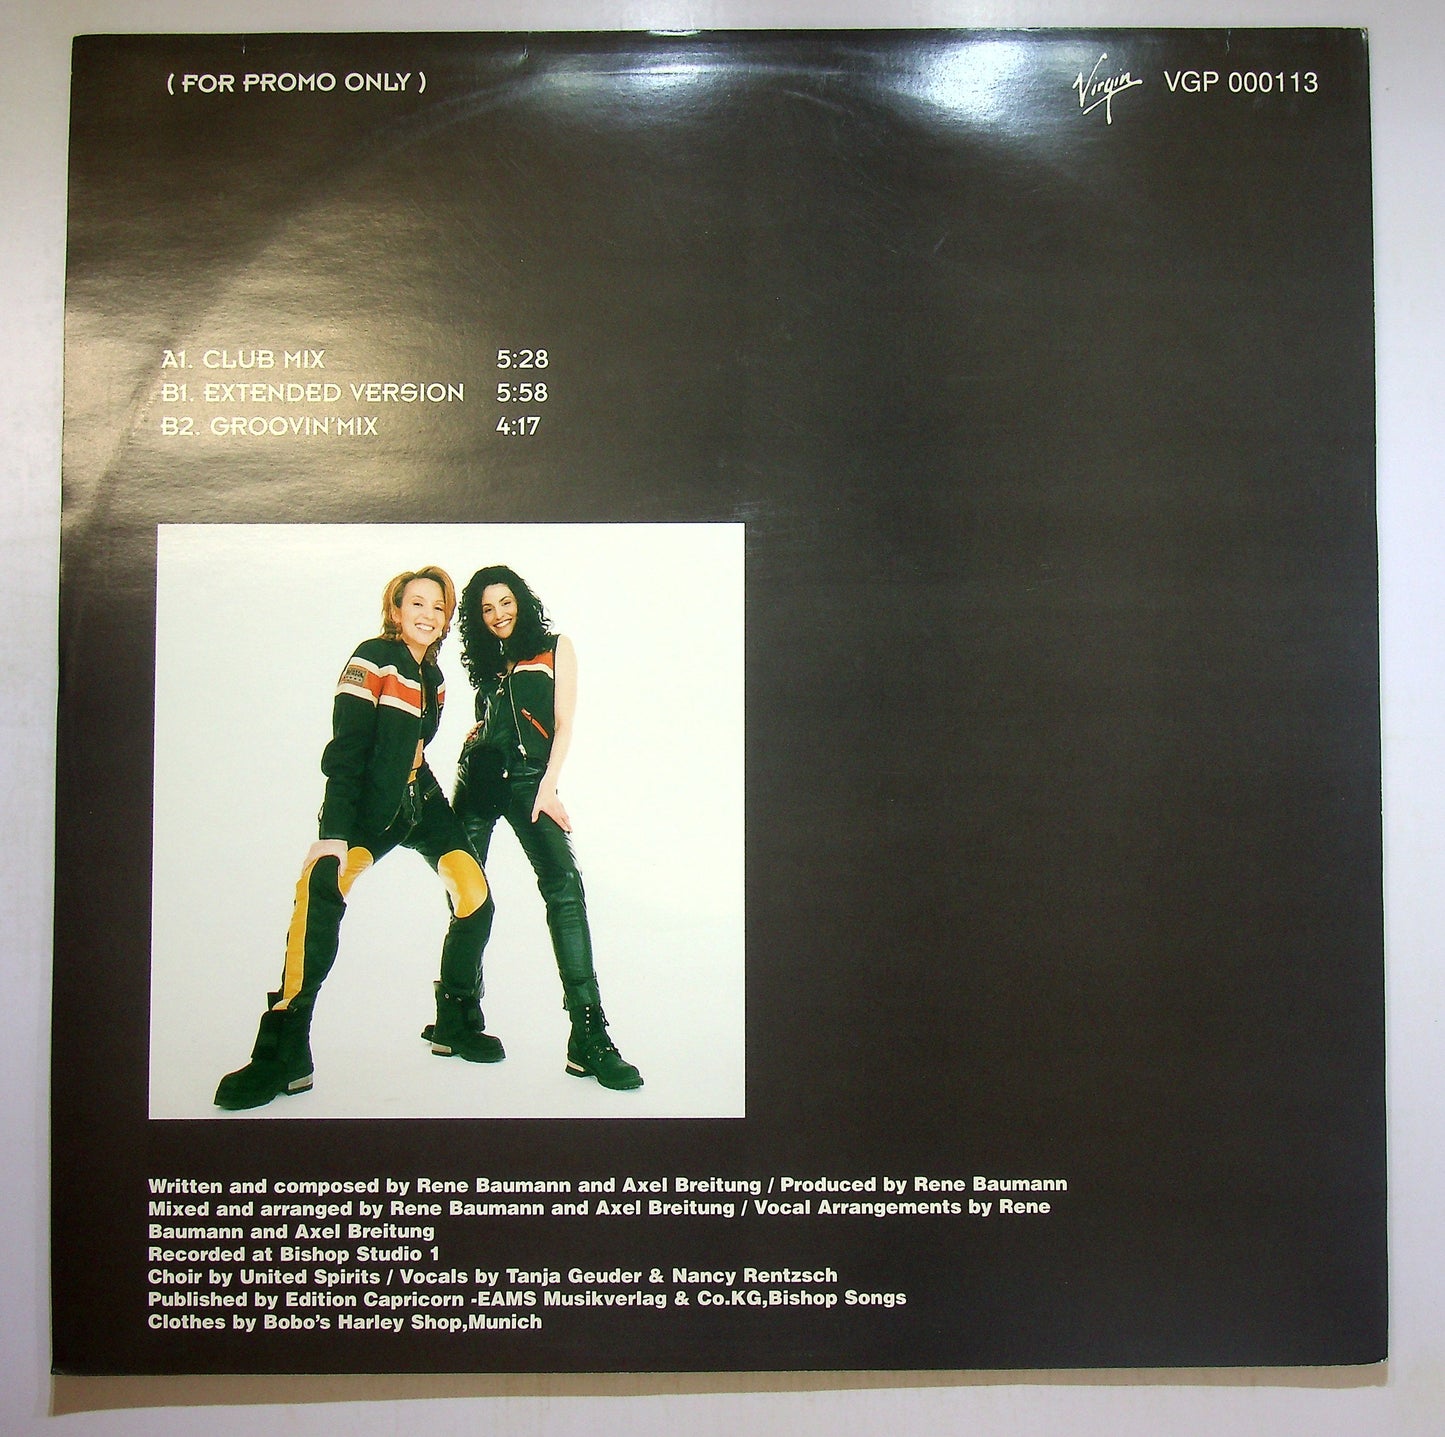 ( FOR PROMO ONLY )
Virgin VGP 000113
A1. CLUB MIX 5:28
B1. EXTENDED VERSION 5:58
B2. GROOVIN'MIX 4:17
Written and composed by Rene Baumann and Axel Breitung / Produced by Rene Baumann
Mixed and arranged by Rene Baumann and Axel Breitung / Vocal Arrangements by Rene
Baumann and Axel Breitung
Recorded at Bishop Studio 1
Choir by United Spirits / Vocals by Tanja Geuder & Nancy Rentzsch
Published by Edition Capricorn -EAMS Musikverlag & Co.KG,Bishop Songs
Clothes by Bobo's Harley Shop,Munich